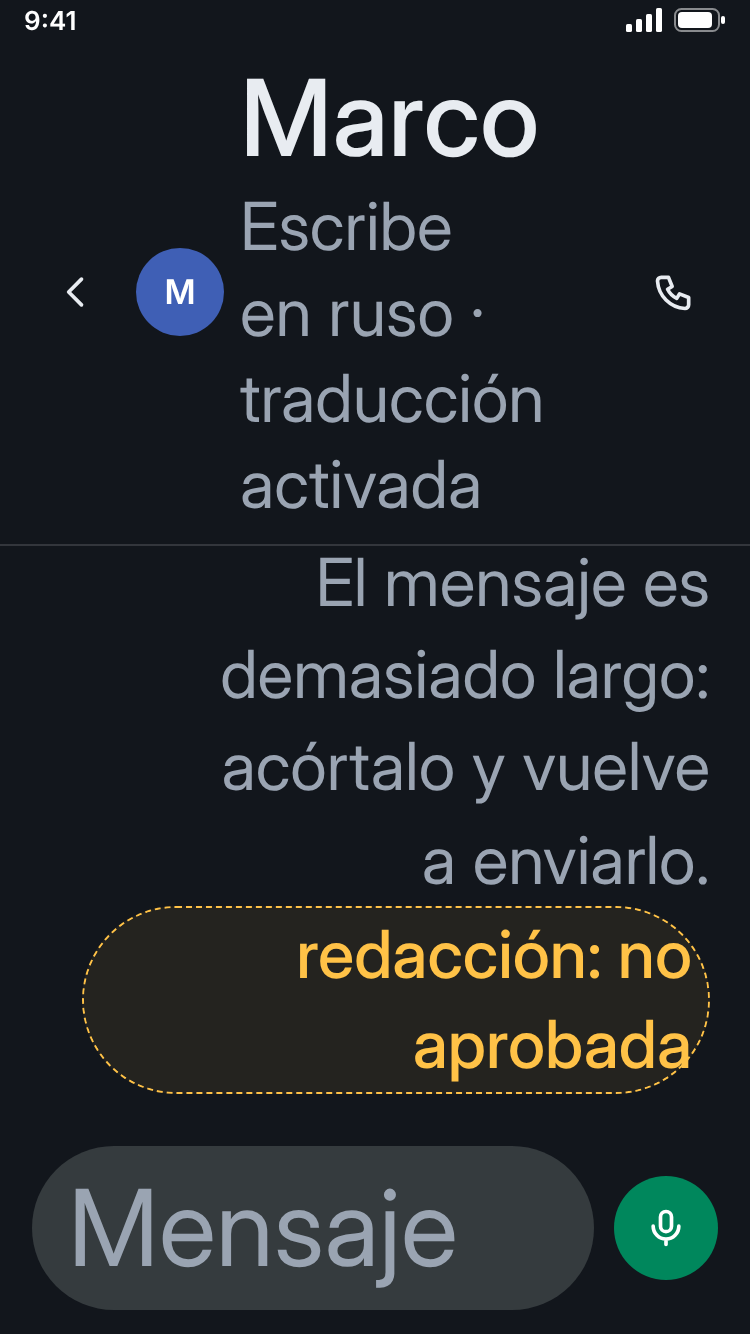 9:41
Marco
M
Escribe
en ruso ·
traducción
activada
El mensaje es
demasiado largo:
acórtalo y vuelve
a enviarlo.
redacción: no
aprobada
Mensaje